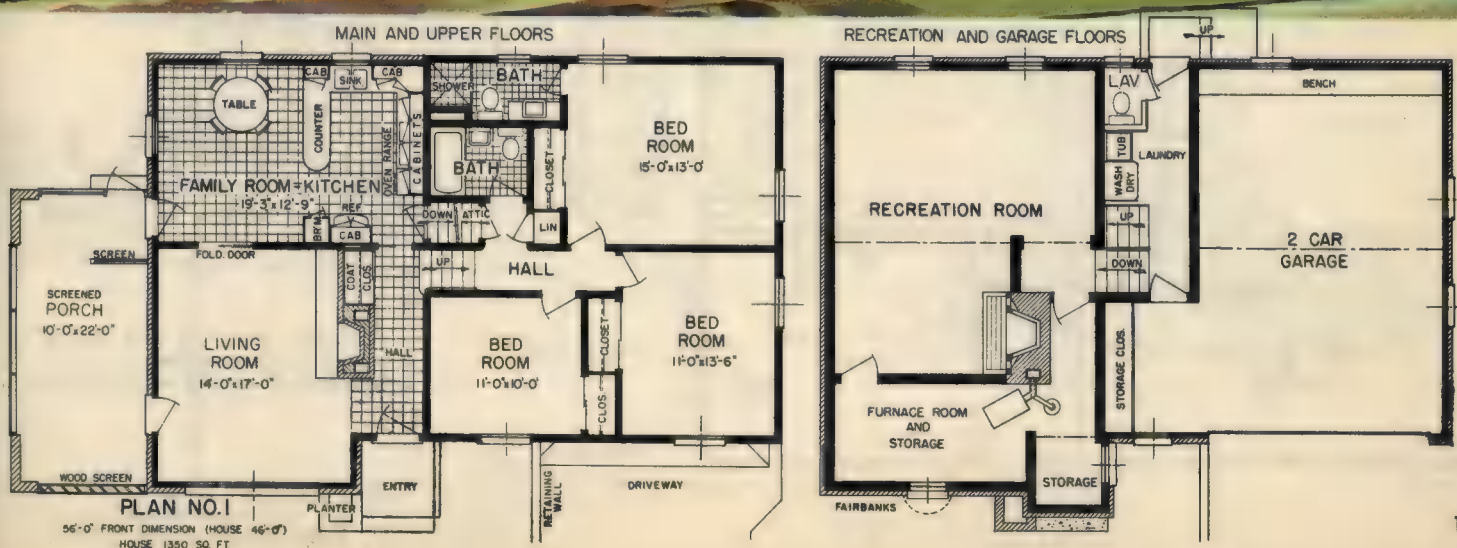 MAIN AND UPPER FLOORS
CAB
SINK
CAB
SHOWER
BATH
TABLE
COUNTER
OVEN RANGE
CABINETS
BATH
CLOSET
BED
ROOM
15'-0"x13'-0"
FAMILY ROOM-KITCHEN
19'-3"x12'-9"
REF
BR'M
CAB
DOWN
ATTIC
LIN
SCREEN
FOLD. DOOR
COAT
CLOS
UP
HALL
SCREENED
PORCH
10'-0"x22'-0"
LIVING
ROOM
14'-0"x17'-0"
HALL
BED
ROOM
11'-0"x10'-0"
CLOSET
CLOS.
BED
ROOM
11'-0"x13'-6"
WOOD SCREEN
PLANTER
ENTRY
RETAINING
WALL
DRIVEWAY
PLAN NO.1
56'-0" FRONT DIMENSION (HOUSE 46'-0")
HOUSE 1350 SQ. FT
RECREATION AND GARAGE FLOORS
UP
LAV
BENCH
TUB
LAUNDRY
WASH
DRY
RECREATION ROOM
UP
DOWN
2 CAR
GARAGE
STORAGE CLOS.
FURNACE ROOM
AND
STORAGE
STORAGE
FAIRBANKS